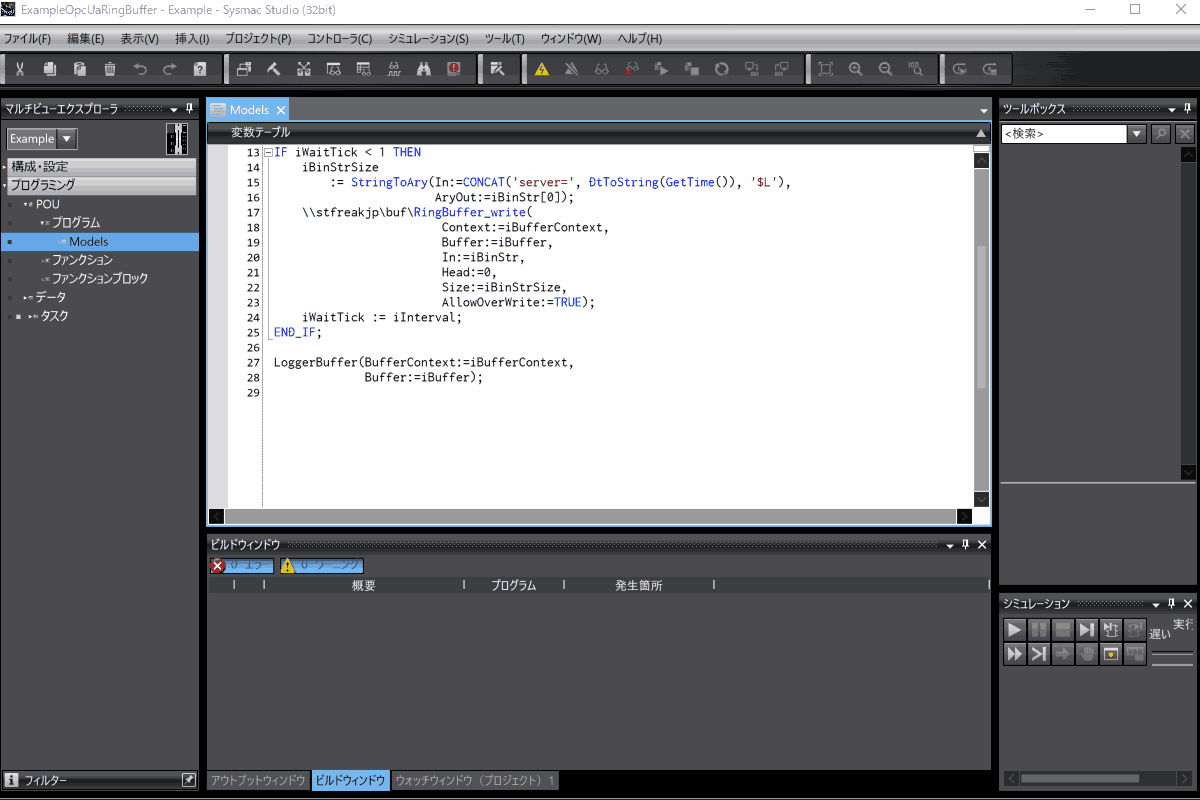 ExampleOpcUaRingBuffer - Example - Sysmac Studio (32bit)
ファイル(F) 編集(E) 表示(V) 挿入(I) プロジェクト(P) コントローラ(C) シミュレーション(S) ツール(T) ウィンドウ(W) ヘルプ(H)
マルチビューエクスプローラ
Example
構成・設定
プログラミング
POU
プログラム
Models
ファンクション
ファンクションブロック
データ
タスク
フィルター
Models
変数テーブル
13 IF iWaitTick < 1 THEN
14 iBinStrSize
15 := StringToAry(In:=CONCAT('server=', DtToString(GetTime()), '$L'),
16 AryOut:=iBinStr[0]);
17 \\stfreakjp\buf\RingBuffer_write(
18 Context:=iBufferContext,
19 Buffer:=iBuffer,
20 In:=iBinStr,
21 Head:=0,
22 Size:=iBinStrSize,
23 AllowOverWrite:=TRUE);
24 iWaitTick := iInterval;
25 END_IF;
26
27 LoggerBuffer(BufferContext:=iBufferContext,
28 Buffer:=iBuffer);
29
ビルドウィンドウ
0 エラー 0 ワーニング
概要 プログラム 発生箇所
アウトプットウィンドウ ビルドウィンドウ ウォッチウィンドウ（プロジェクト）1
ツールボックス
<検索>
シミュレーション
遅い 実行